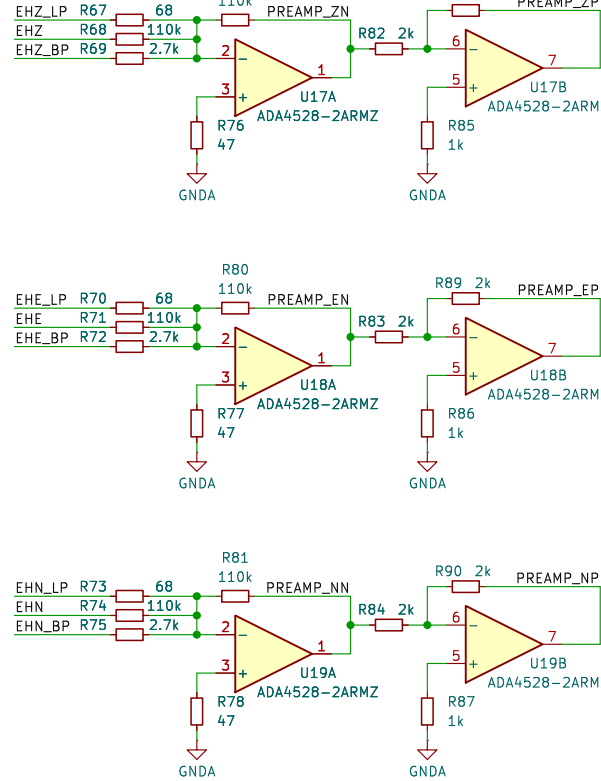 EHZ_LP R67 68 110k PREAMP_ZN PREAMP_ZP
EHZ R68 110k R82 2k
EHZ_BP R69 2.7k 2 − 1 6 − 7
3 + U17A 5 + U17B
ADA4528-2ARMZ ADA4528-2ARM
R76 R85
47 1k
GNDA GNDA
R80 R89 2k
110k PREAMP_EP
EHE_LP R70 68 PREAMP_EN
EHE R71 110k R83 2k
EHE_BP R72 2.7k 2 − 1 6 − 7
3 + U18A 5 + U18B
ADA4528-2ARMZ ADA4528-2ARM
R77 R86
47 1k
GNDA GNDA
R81 R90 2k
110k PREAMP_NP
EHN_LP R73 68 PREAMP_NN
EHN R74 110k R84 2k
EHN_BP R75 2.7k 2 − 1 6 − 7
3 + U19A 5 + U19B
ADA4528-2ARMZ ADA4528-2ARM
R78 R87
47 1k
GNDA GNDA